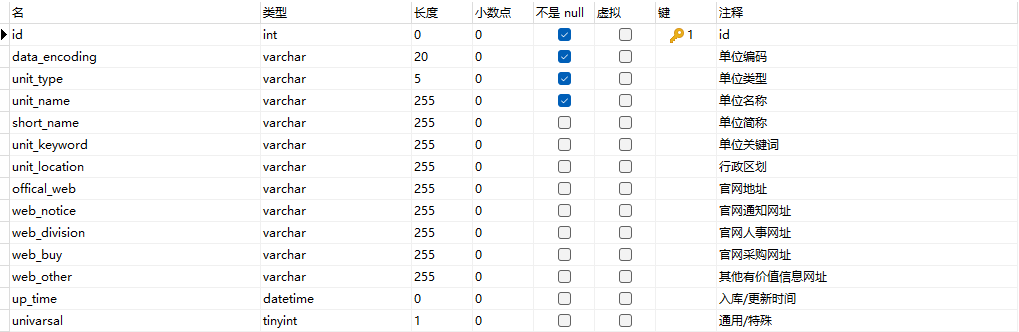 名 类型 长度 小数点 不是 null 虚拟 键 注释
id int 0 0 1 id
data_encoding varchar 20 0 单位编码
unit_type varchar 5 0 单位类型
unit_name varchar 255 0 单位名称
short_name varchar 255 0 单位简称
unit_keyword varchar 255 0 单位关键词
unit_location varchar 255 0 行政区划
offical_web varchar 255 0 官网地址
web_notice varchar 255 0 官网通知网址
web_division varchar 255 0 官网人事网址
web_buy varchar 255 0 官网采购网址
web_other varchar 255 0 其他有价值信息网址
up_time datetime 0 0 入库/更新时间
univarsal tinyint 1 0 通用/特殊